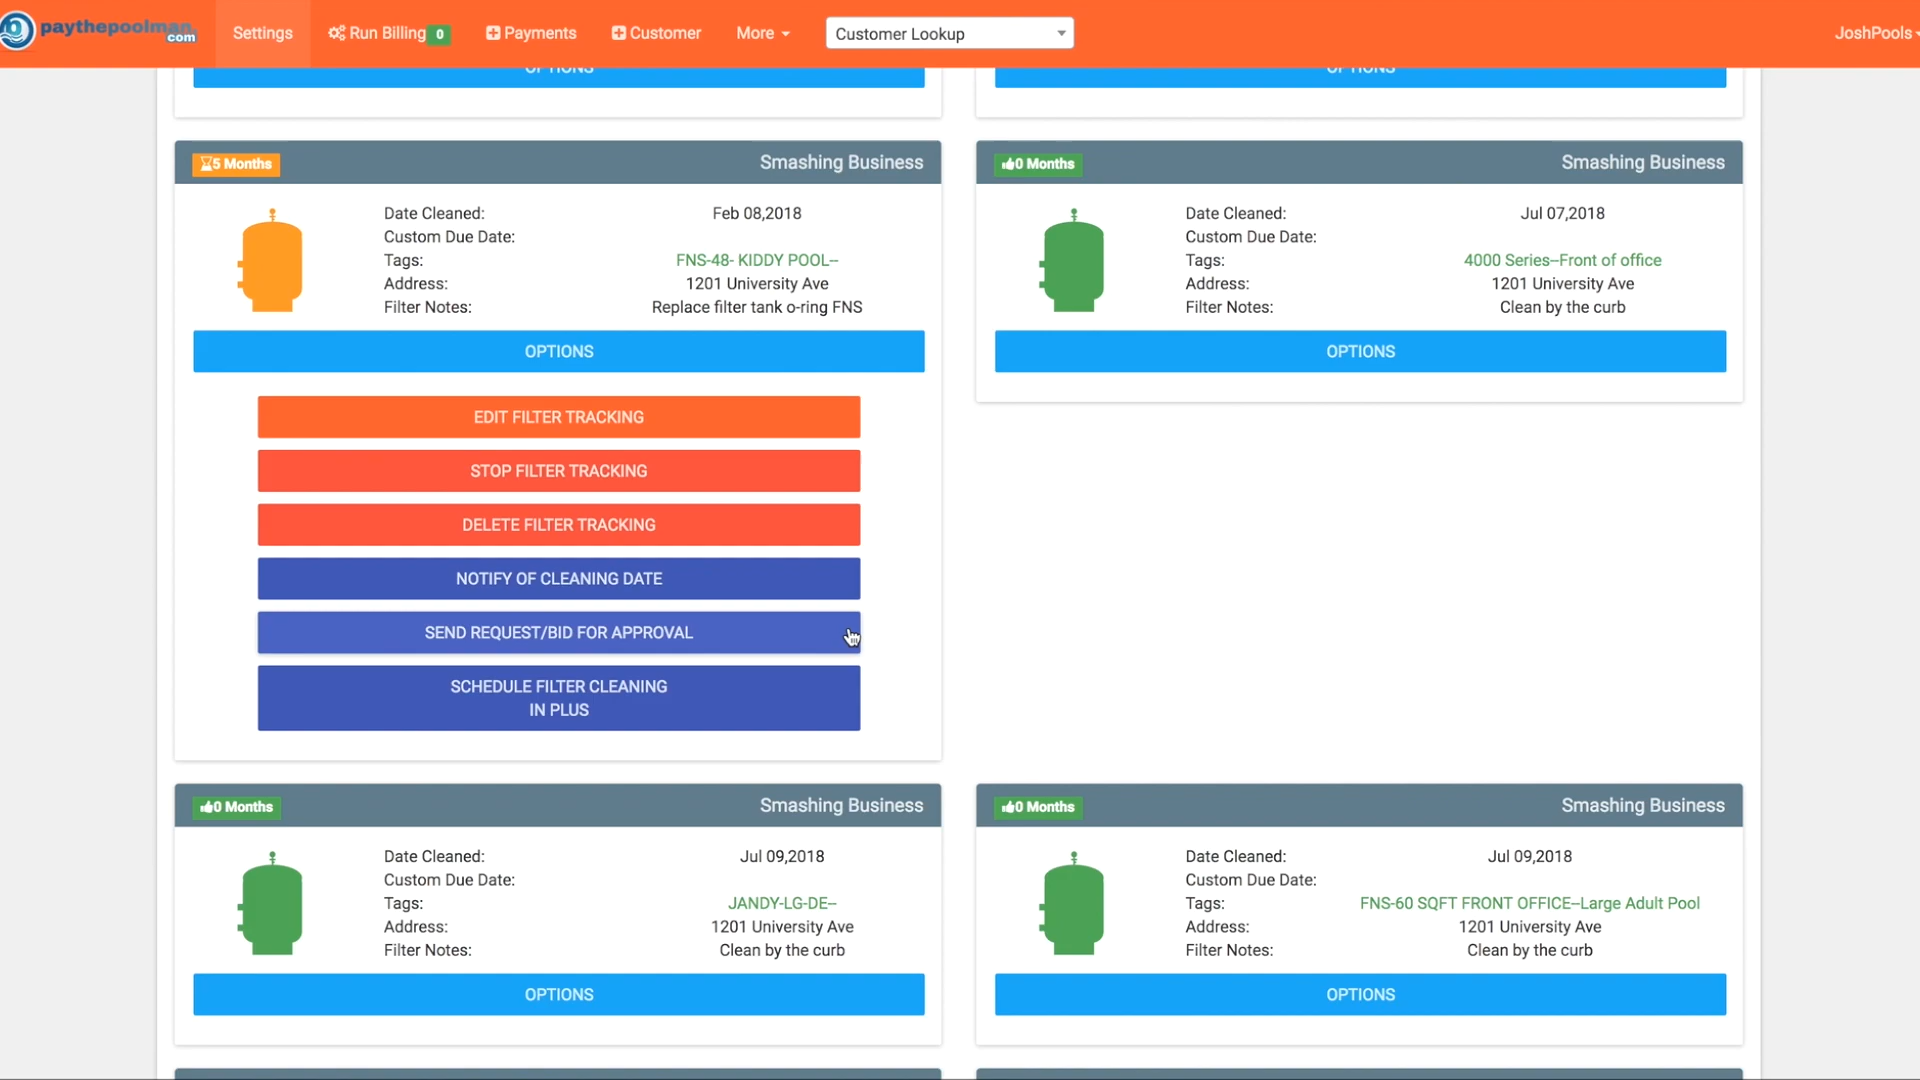 paythepoolman
.com
Settings
Run Billing 0
Payments
Customer
More
Customer Lookup
JoshPools
OPTIONS
OPTIONS
5 Months
Smashing Business
Date Cleaned: Feb 08,2018
Custom Due Date:
Tags: FNS-48- KIDDY POOL--
Address: 1201 University Ave
Filter Notes: Replace filter tank o-ring FNS
OPTIONS
EDIT FILTER TRACKING
STOP FILTER TRACKING
DELETE FILTER TRACKING
NOTIFY OF CLEANING DATE
SEND REQUEST/BID FOR APPROVAL
SCHEDULE FILTER CLEANING
IN PLUS
0 Months
Smashing Business
Date Cleaned: Jul 07,2018
Custom Due Date:
Tags: 4000 Series--Front of office
Address: 1201 University Ave
Filter Notes: Clean by the curb
OPTIONS
0 Months
Smashing Business
Date Cleaned: Jul 09,2018
Custom Due Date:
Tags: JANDY-LG-DE--
Address: 1201 University Ave
Filter Notes: Clean by the curb
OPTIONS
0 Months
Smashing Business
Date Cleaned: Jul 09,2018
Custom Due Date:
Tags: FNS-60 SQFT FRONT OFFICE--Large Adult Pool
Address: 1201 University Ave
Filter Notes: Clean by the curb
OPTIONS